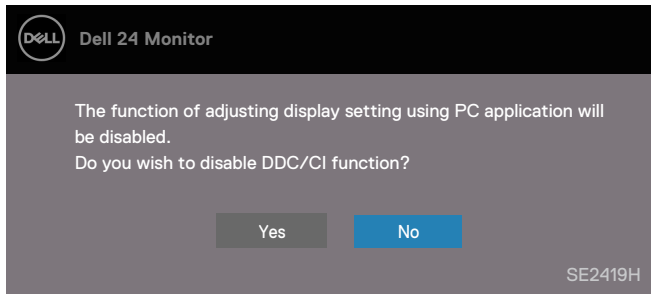 DELL
Dell 24 Monitor
The function of adjusting display setting using PC application will
be disabled.
Do you wish to disable DDC/CI function?
Yes
No
SE2419H